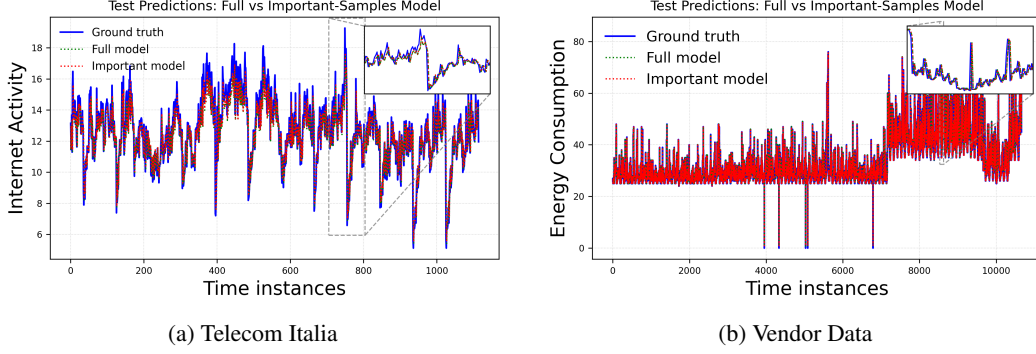 Test Predictions: Full vs Important-Samples Model
Internet Activity
18
16
14
12
10
8
6
Ground truth
Full model
Important model
0
200
400
600
800
1000
Time instances
(a) Telecom Italia
Test Predictions: Full vs Important-Samples Model
Energy Consumption
80
60
40
20
0
Ground truth
Full model
Important model
0
2000
4000
6000
8000
10000
Time instances
(b) Vendor Data